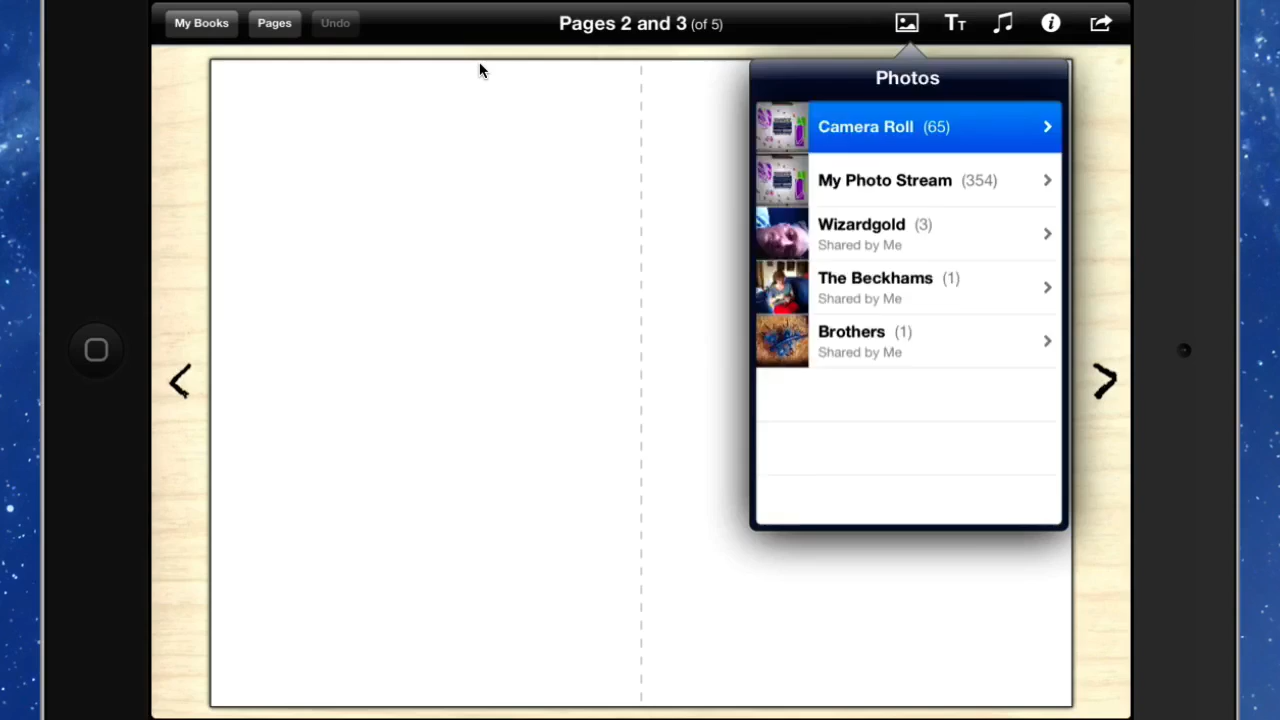 My Books
Pages
Undo
Pages 2 and 3 (of 5)
Tт
Photos
Camera Roll (65)
My Photo Stream (354)
Wizardgold (3)
Shared by Me
The Beckhams (1)
Shared by Me
Brothers (1)
Shared by Me